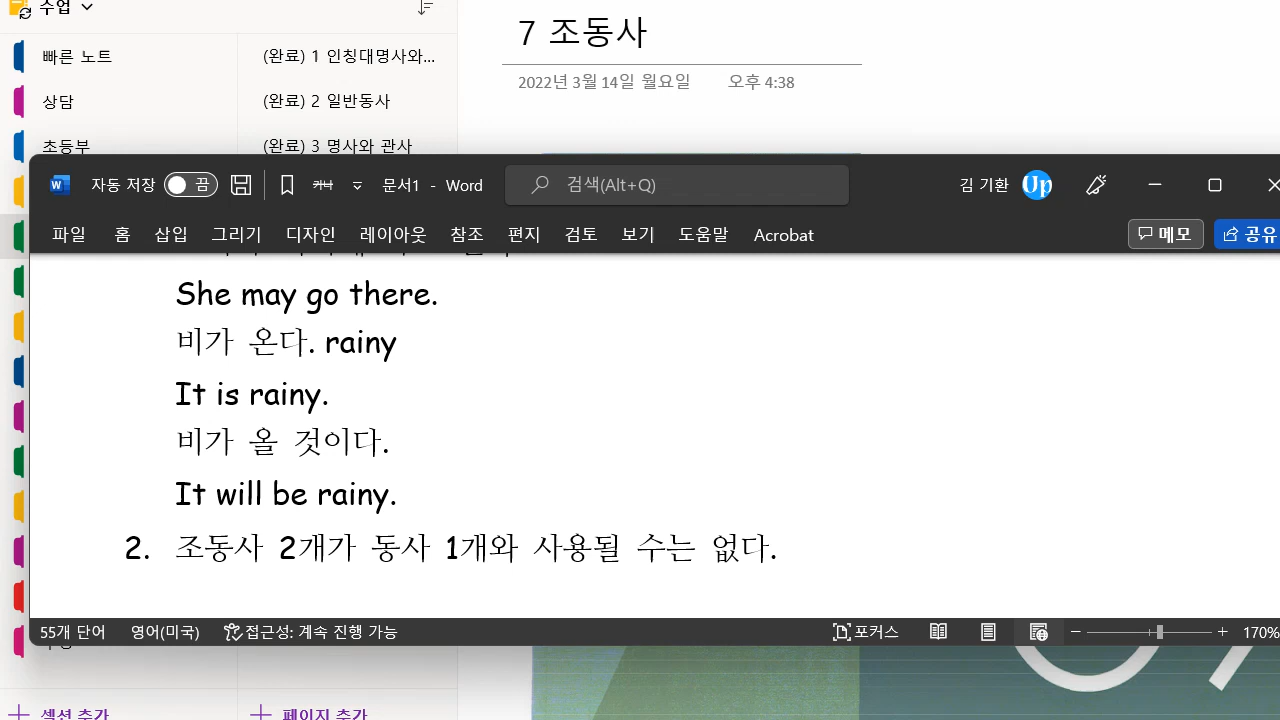 수업
7 조동사
빠른 노트
(완료) 1 인칭대명사와...
2022년 3월 14일 월요일 오후 4:38
상담
(완료) 2 일반동사
초등부
(완료) 3 명사와 관사
자동 저장 끔 가나 문서1 - Word
검색(Alt+Q)
김 기환
Up
파일 홈 삽입 그리기 디자인 레이아웃 참조 편지 검토 보기 도움말 Acrobat
메모 공유
She may go there.
비가 온다. rainy
It is rainy.
비가 올 것이다.
It will be rainy.
2. 조동사 2개가 동사 1개와 사용될 수는 없다.
55개 단어 영어(미국) 접근성: 계속 진행 가능
포커스
170%
섹션 추가
페이지 추가